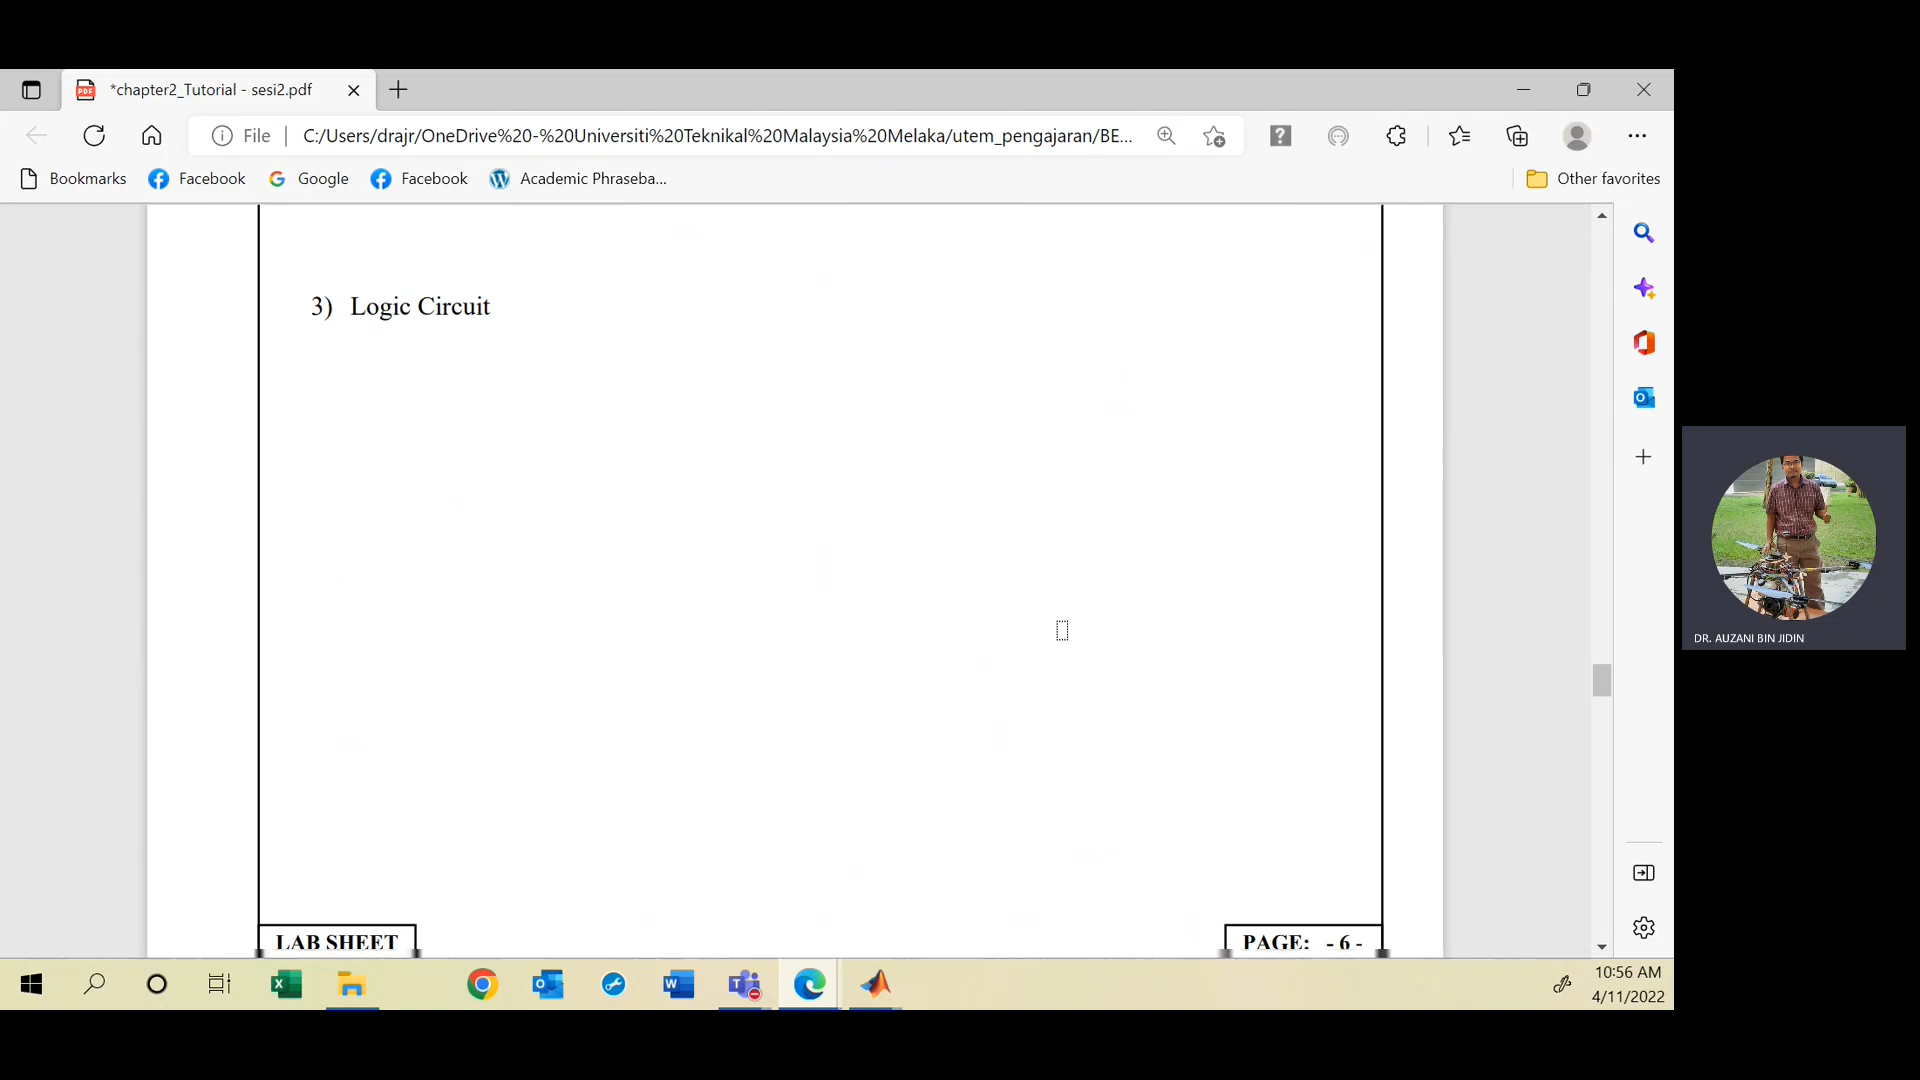 *chapter2_Tutorial - sesi2.pdf
File
C:/Users/drajr/OneDrive%20-%20Universiti%20Teknikal%20Malaysia%20Melaka/utem_pengajaran/BE...
Bookmarks
Facebook
Google
Facebook
Academic Phraseba...
Other favorites
3) Logic Circuit
DR. AUZANI BIN JIDIN
LAB SHEET
PAGE: - 6 -
10:56 AM
4/11/2022